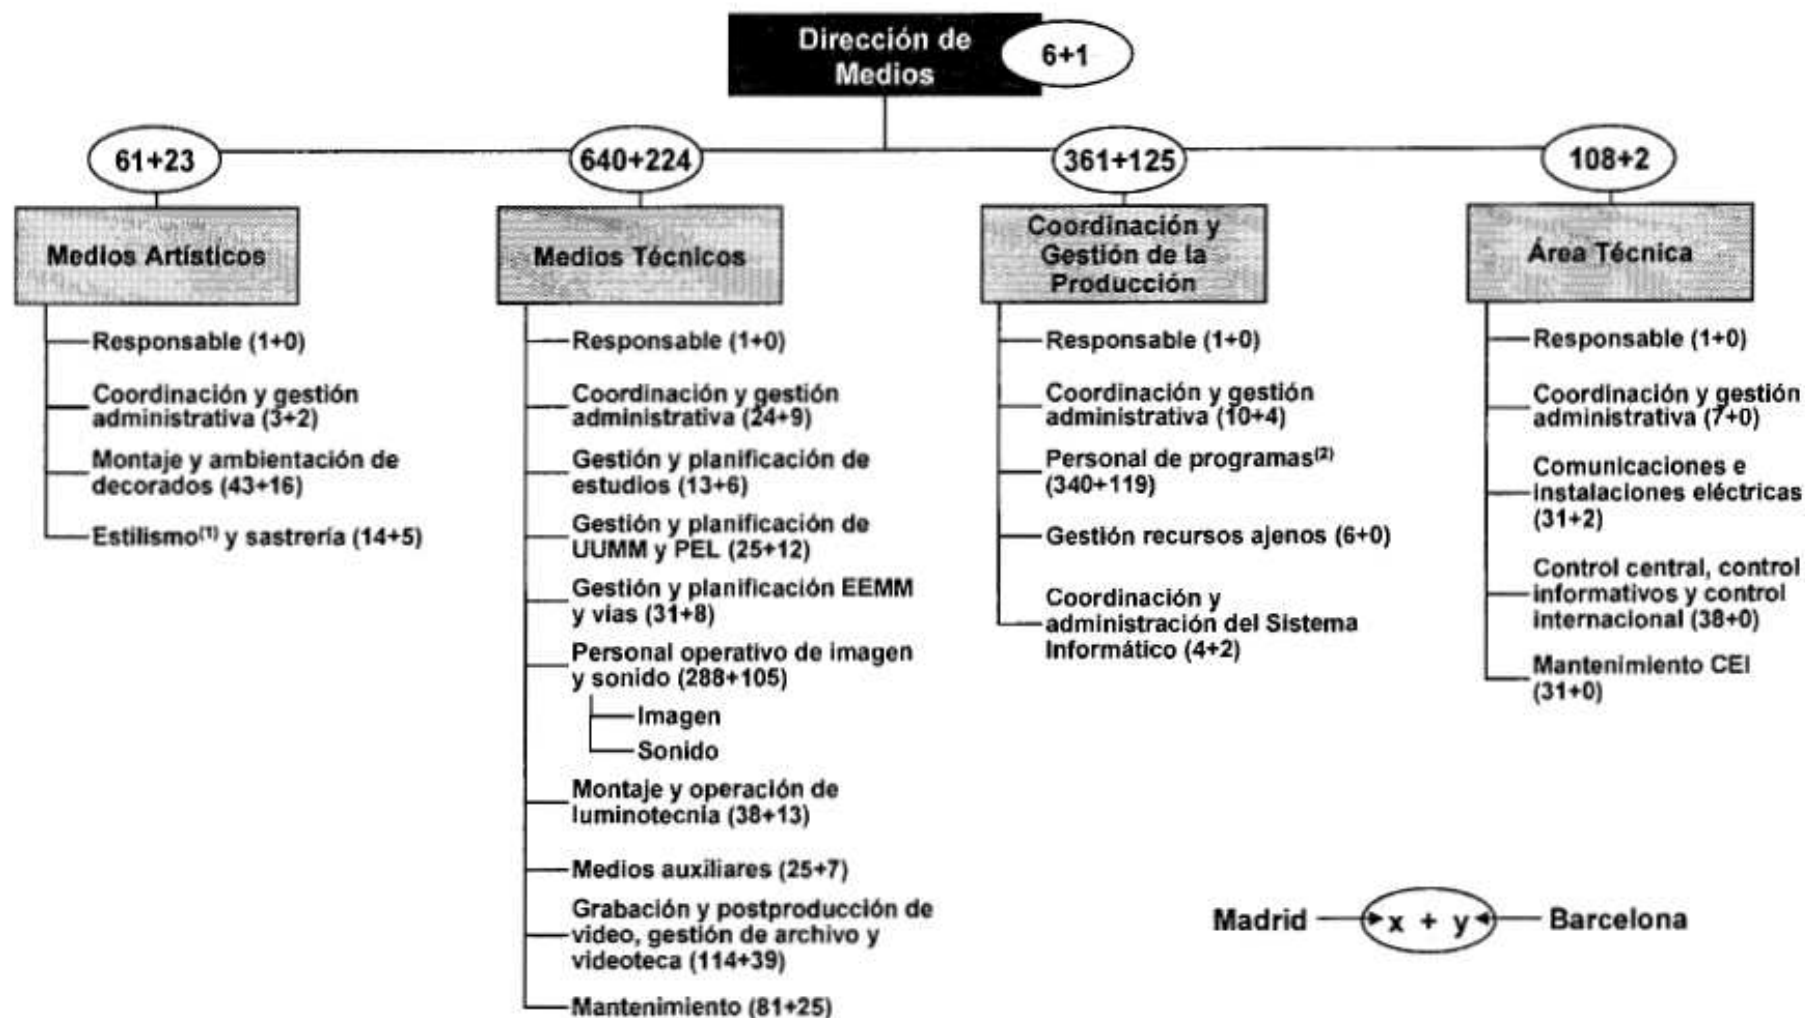 Dirección de
Medios
6+1
61+23
640+224
361+125
108+2
Medios Artísticos
Responsable (1+0)
Coordinación y gestión
administrativa (3+2)
Montaje y ambientación de
decorados (43+16)
Estilismo(1) y sastrería (14+5)
Medios Técnicos
Responsable (1+0)
Coordinación y gestión
administrativa (24+9)
Gestión y planificación de
estudios (13+6)
Gestión y planificación de
UUMM y PEL (25+12)
Gestión y planificación EEMM
y vías (31+8)
Personal operativo de imagen
y sonido (288+105)
Imagen
Sonido
Montaje y operación de
luminotecnia (38+13)
Medios auxiliares (25+7)
Grabación y postproducción de
video, gestión de archivo y
videoteca (114+39)
Mantenimiento (81+25)
Coordinación y
Gestión de la
Producción
Responsable (1+0)
Coordinación y gestión
administrativa (10+4)
Personal de programas(2)
(340+119)
Gestión recursos ajenos (6+0)
Coordinación y
administración del Sistema
Informático (4+2)
Área Técnica
Responsable (1+0)
Coordinación y gestión
administrativa (7+0)
Comunicaciones e
instalaciones eléctricas
(31+2)
Control central, control
informativos y control
internacional (38+0)
Mantenimiento CEI
(31+0)
Madrid x + y Barcelona